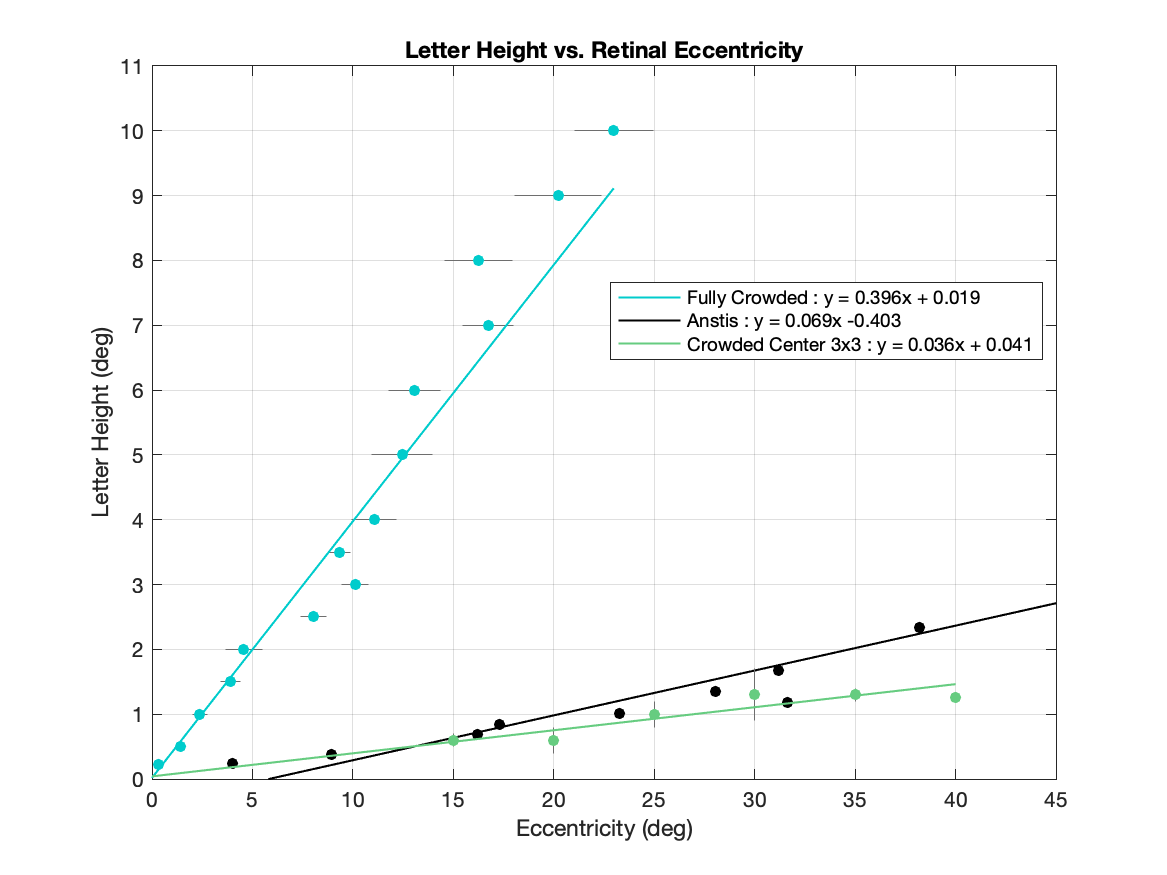 Letter Height vs. Retinal Eccentricity
11
10
9
8
7
6
5
4
3
2
1
0
Letter Height (deg)
Fully Crowded : y = 0.396x + 0.019
Anstis : y = 0.069x -0.403
Crowded Center 3x3 : y = 0.036x + 0.041
0 5 10 15 20 25 30 35 40 45
Eccentricity (deg)